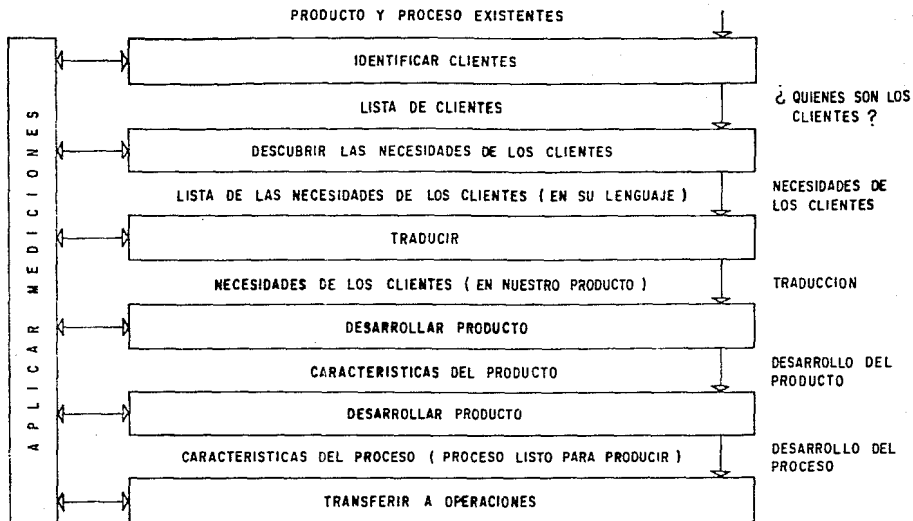 PRODUCTO Y PROCESO EXISTENTES
APLICAR MEDICIONES
IDENTIFICAR CLIENTES
LISTA DE CLIENTES
¿ QUIENES SON LOS
CLIENTES ?
DESCUBRIR LAS NECESIDADES DE LOS CLIENTES
LISTA DE LAS NECESIDADES DE LOS CLIENTES ( EN SU LENGUAJE )
NECESIDADES DE
LOS CLIENTES
TRADUCIR
NECESIDADES DE LOS CLIENTES ( EN NUESTRO PRODUCTO )
TRADUCCION
DESARROLLAR PRODUCTO
CARACTERISTICAS DEL PRODUCTO
DESARROLLO DEL
PRODUCTO
DESARROLLAR PRODUCTO
CARACTERISTICAS DEL PROCESO ( PROCESO LISTO PARA PRODUCIR )
DESARROLLO DEL
PROCESO
TRANSFERIR A OPERACIONES